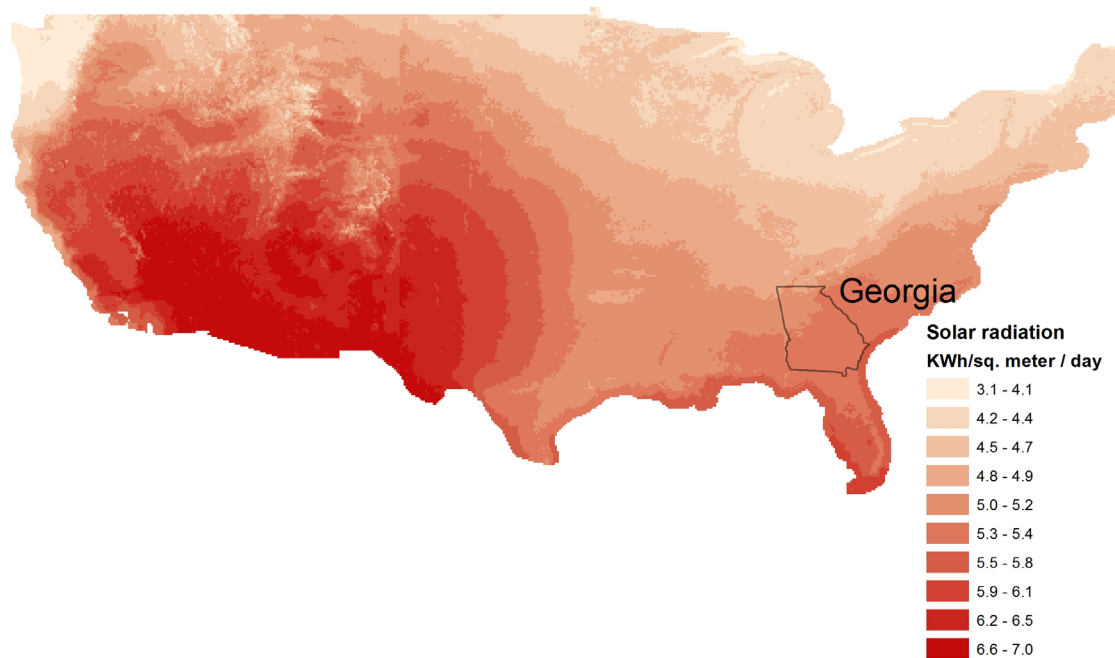 Georgia
Solar radiation
KWh/sq. meter / day
3.1 - 4.1
4.2 - 4.4
4.5 - 4.7
4.8 - 4.9
5.0 - 5.2
5.3 - 5.4
5.5 - 5.8
5.9 - 6.1
6.2 - 6.5
6.6 - 7.0